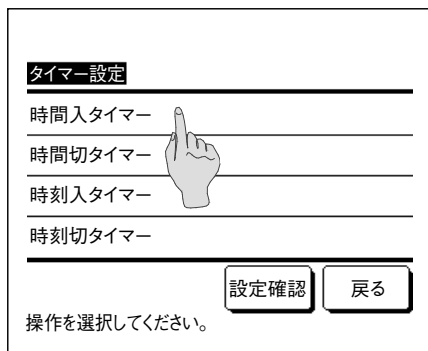 タイマー設定
時間入タイマー
時間切タイマー
時刻入タイマー
時刻切タイマー
設定確認 戻る
操作を選択してください。